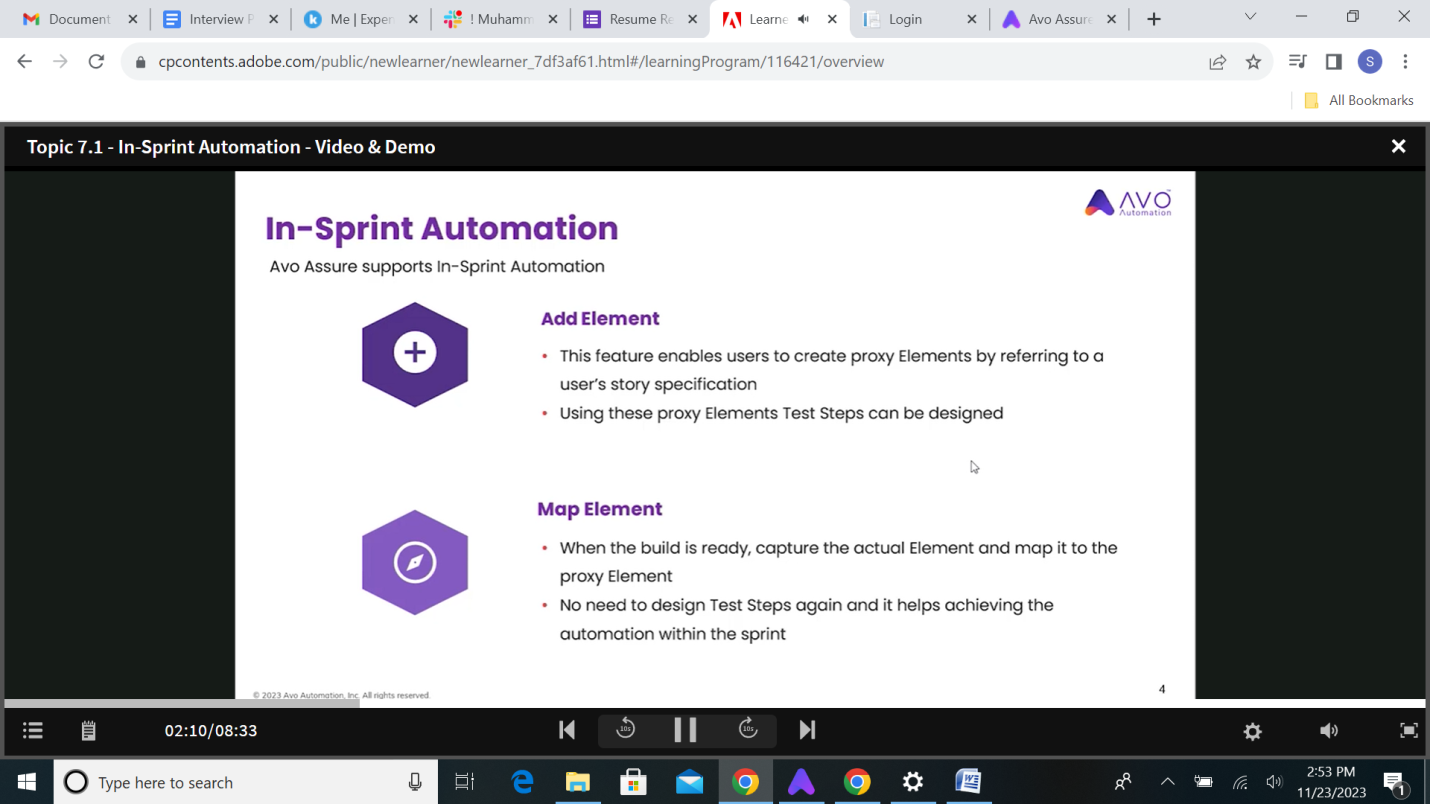 Document
Interview P
Me | Exper
! Muhamm
Resume Re
Learne
Login
Avo Assure
cpcontents.adobe.com/public/newlearner/newlearner_7df3af61.html#/learningProgram/116421/overview
S
All Bookmarks
Topic 7.1 - In-Sprint Automation - Video & Demo
AVO
Automation
In-Sprint Automation
Avo Assure supports In-Sprint Automation
Add Element
• This feature enables users to create proxy Elements by referring to a
user's story specification
• Using these proxy Elements Test Steps can be designed
Map Element
• When the build is ready, capture the actual Element and map it to the
proxy Element
• No need to design Test Steps again and it helps achieving the
automation within the sprint
© 2023 Avo Automation, Inc. All rights reserved.
4
02:10/08:33
10s
10s
Type here to search
2:53 PM
11/23/2023
1